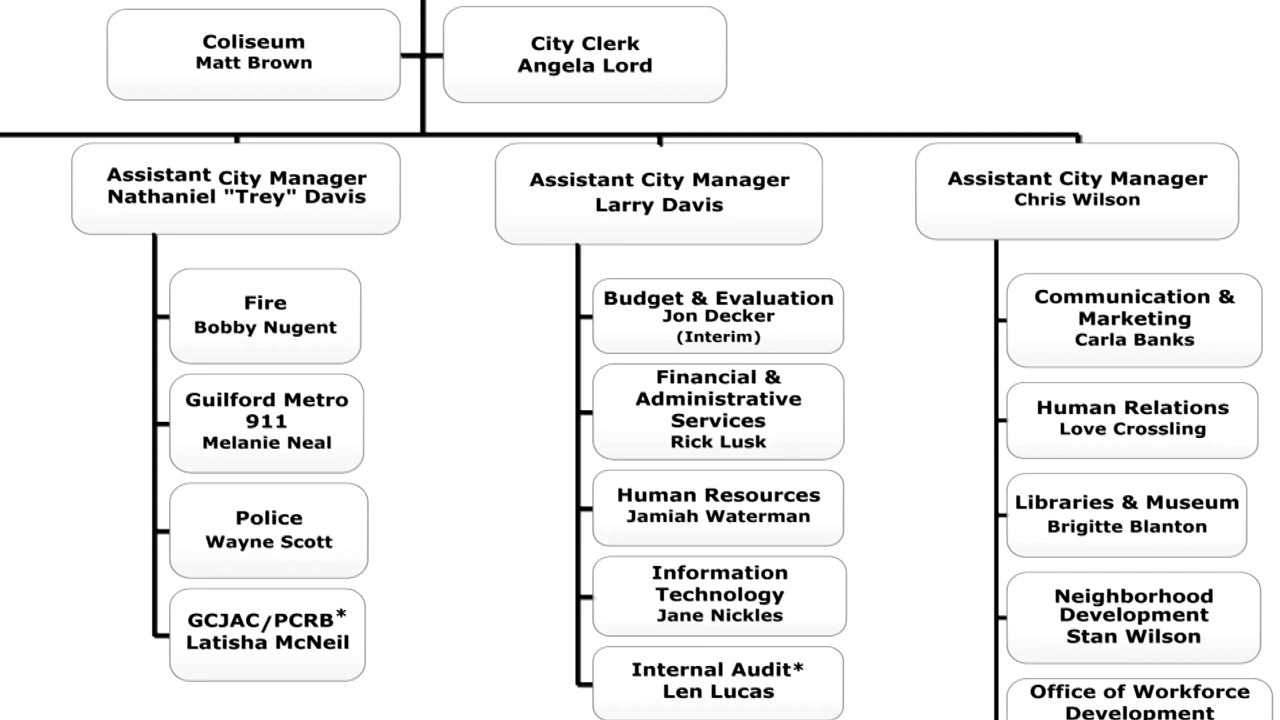 Coliseum
Matt Brown
City Clerk
Angela Lord
Assistant City Manager
Nathaniel "Trey" Davis
Assistant City Manager
Larry Davis
Assistant City Manager
Chris Wilson
Fire
Bobby Nugent
Guilford Metro
911
Melanie Neal
Police
Wayne Scott
GCJAC/PCRB*
Latisha McNeil
Budget & Evaluation
Jon Decker
(Interim)
Financial &
Administrative
Services
Rick Lusk
Human Resources
Jamiah Waterman
Information
Technology
Jane Nickles
Internal Audit*
Len Lucas
Communication &
Marketing
Carla Banks
Human Relations
Love Crossling
Libraries & Museum
Brigitte Blanton
Neighborhood
Development
Stan Wilson
Office of Workforce
Development